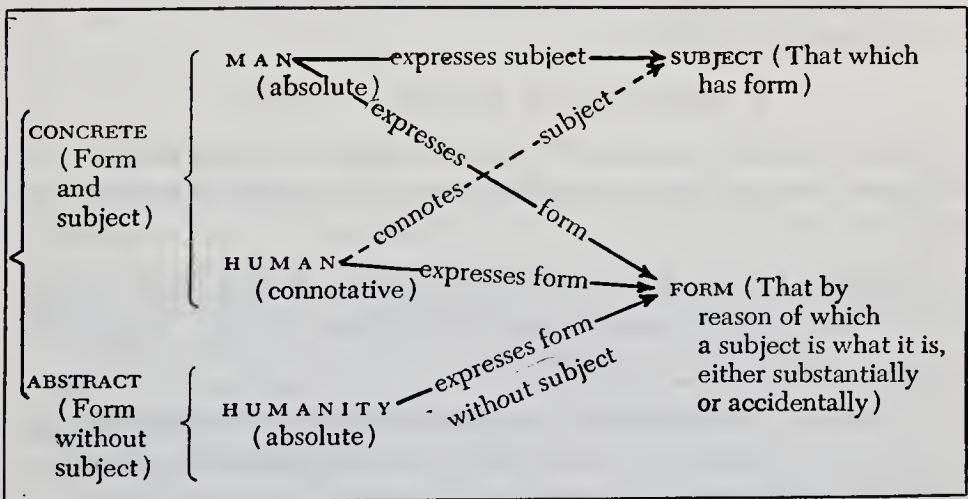 MAN
(absolute)
expresses subject
SUBJECT (That which
has form)
expresses
form
connotes
subject
CONCRETE
(Form
and
subject)
HUMAN
(connotative)
expresses form
FORM (That by
reason of which
a subject is what it is,
either substantially
or accidentally)
ABSTRACT
(Form
without
subject)
HUMANITY
(absolute)
expresses form
without subject